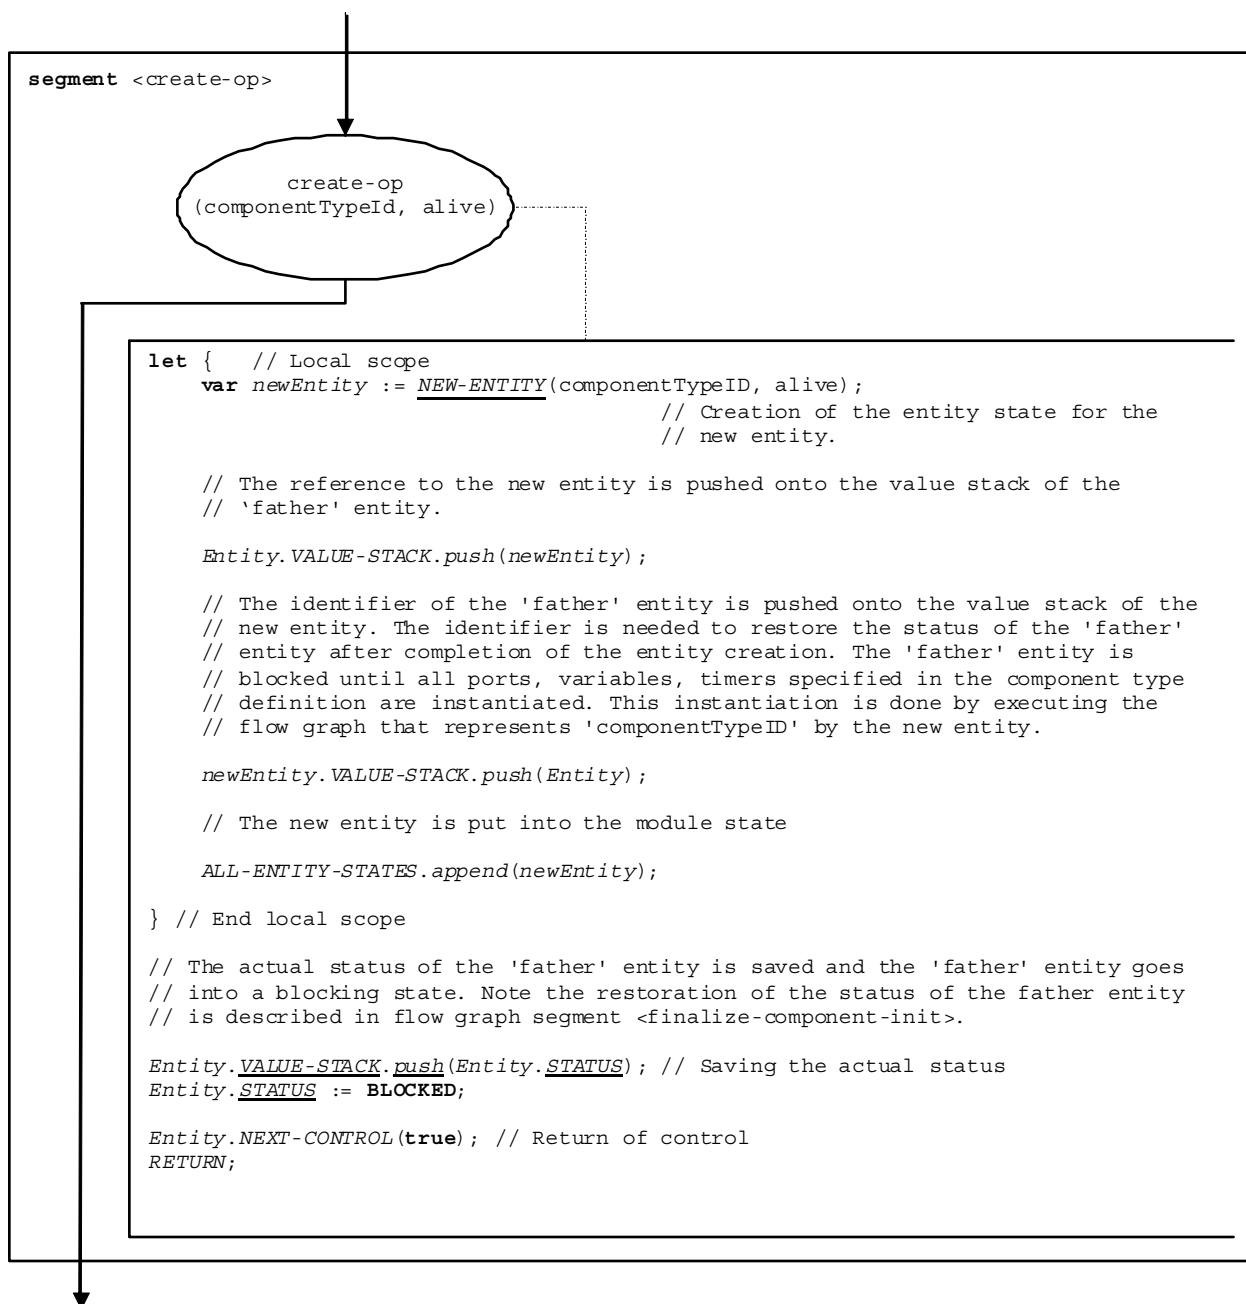 segment <create-op>
create-op
(componentTypeId, alive)
let {   // Local scope
var newEntity := NEW-ENTITY(componentTypeID, alive);
// Creation of the entity state for the
// new entity.
// The reference to the new entity is pushed onto the value stack of the
// ‘father' entity.
Entity.VALUE-STACK.push(newEntity);
// The identifier of the 'father' entity is pushed onto the value stack of the
// new entity. The identifier is needed to restore the status of the 'father'
// entity after completion of the entity creation. The 'father' entity is
// blocked until all ports, variables, timers specified in the component type
// definition are instantiated. This instantiation is done by executing the
// flow graph that represents 'componentTypeID' by the new entity.
newEntity.VALUE-STACK.push(Entity);
// The new entity is put into the module state
ALL-ENTITY-STATES.append(newEntity);
} // End local scope
// The actual status of the 'father' entity is saved and the 'father' entity goes
// into a blocking state. Note the restoration of the status of the father entity
// is described in flow graph segment <finalize-component-init>.
Entity.VALUE-STACK.push(Entity.STATUS); // Saving the actual status
Entity.STATUS := BLOCKED;
Entity.NEXT-CONTROL(true); // Return of control
RETURN;